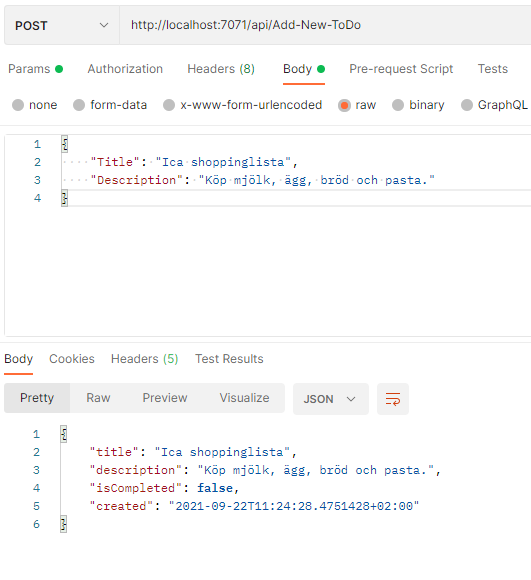 POST http://localhost:7071/api/Add-New-ToDo
Params Authorization Headers (8) Body Pre-request Script Tests
none form-data x-www-form-urlencoded raw binary GraphQL
1 {
2 "Title": "Ica shoppinglista",
3 "Description": "Köp mjölk, ägg, bröd och pasta."
4 }
Body Cookies Headers (5) Test Results
Pretty Raw Preview Visualize JSON
1 {
2 "title": "Ica shoppinglista",
3 "description": "Köp mjölk, ägg, bröd och pasta.",
4 "isCompleted": false,
5 "created": "2021-09-22T11:24:28.4751428+02:00"
6 }